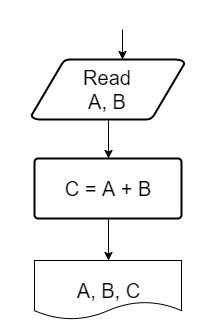 Read
A, B
C = A + B
A, B, C